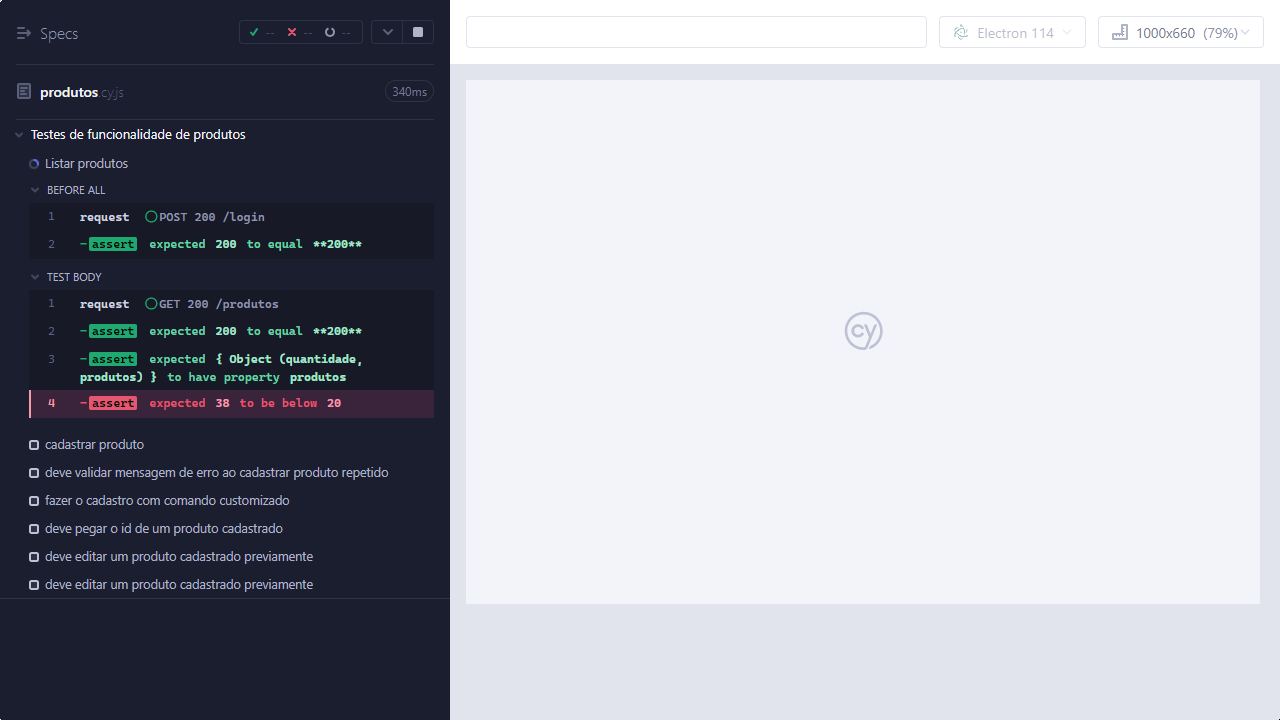 Specs
-- -- --
Electron 114
1000x660 (79%)
produtos.cy.js
340ms
Testes de funcionalidade de produtos
Listar produtos
BEFORE ALL
1 request POST 200 /login
2 -assert expected 200 to equal **200**
TEST BODY
1 request GET 200 /produtos
2 -assert expected 200 to equal **200**
3 -assert expected { Object (quantidade,
produtos) } to have property produtos
4 -assert expected 38 to be below 20
cy
cadastrar produto
deve validar mensagem de erro ao cadastrar produto repetido
fazer o cadastro com comando customizado
deve pegar o id de um produto cadastrado
deve editar um produto cadastrado previamente
deve editar um produto cadastrado previamente